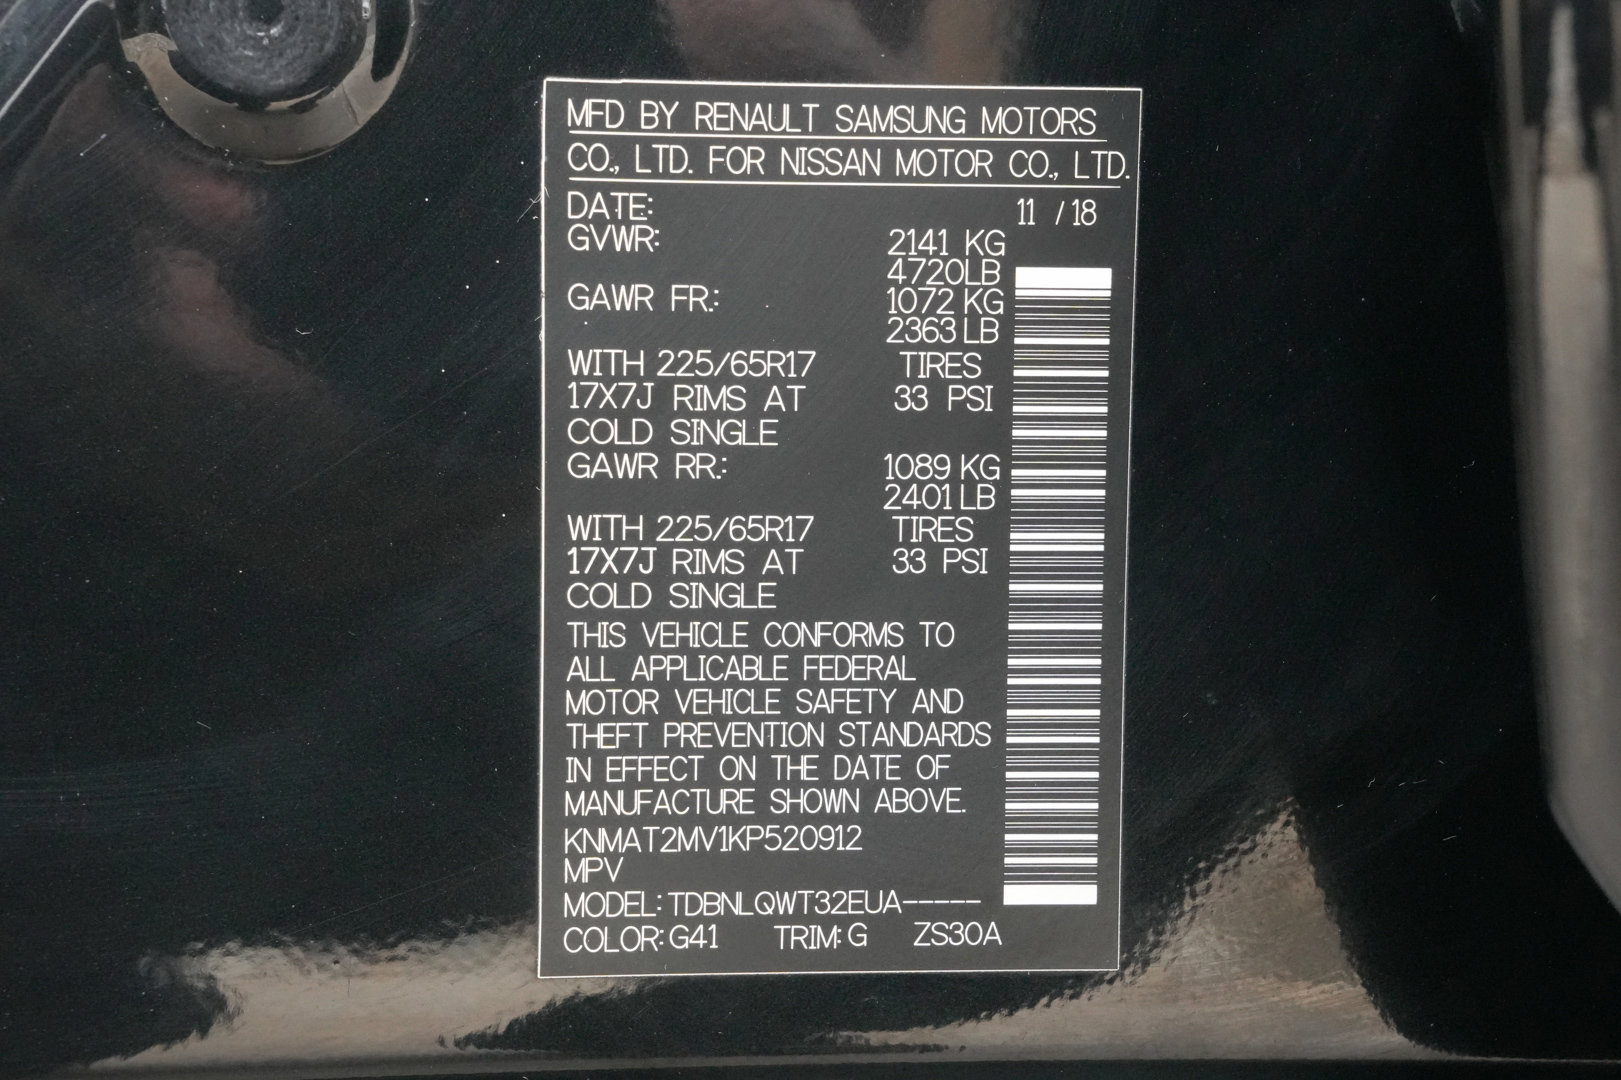 MFD BY RENAULT SAMSUNG MOTORS
CO., LTD. FOR NISSAN MOTOR CO., LTD.
DATE: 11 / 18
GVWR: 2141 KG
4720LB
GAWR FR.: 1072 KG
2363 LB
WITH 225/65R17 TIRES
17X7J RIMS AT 33 PSI
COLD SINGLE
GAWR RR.: 1089 KG
2401 LB
WITH 225/65R17 TIRES
17X7J RIMS AT 33 PSI
COLD SINGLE
THIS VEHICLE CONFORMS TO
ALL APPLICABLE FEDERAL
MOTOR VEHICLE SAFETY AND
THEFT PREVENTION STANDARDS
IN EFFECT ON THE DATE OF
MANUFACTURE SHOWN ABOVE.
KNMAT2MV1KP520912
MPV
MODEL: TDBNLQWT32EUA-----
COLOR: G41 TRIM: G ZS30A